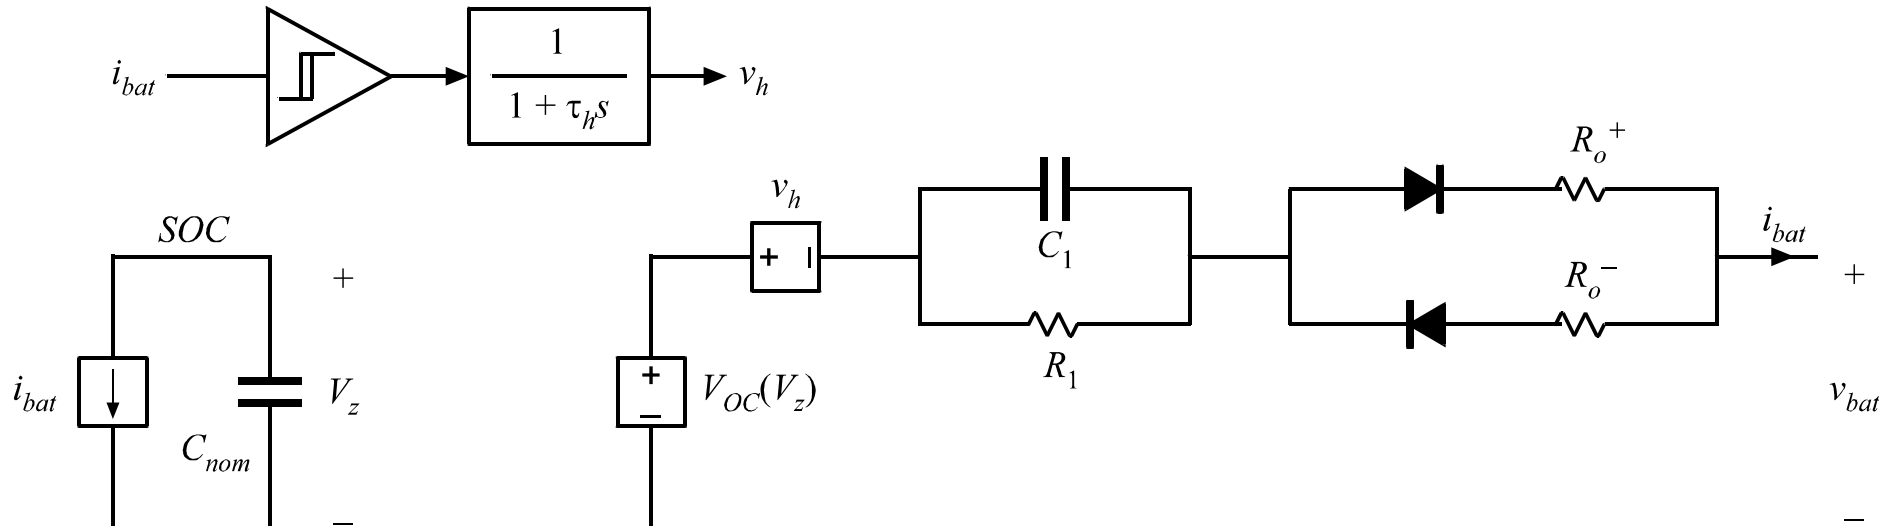 i_bat
1
1 + τ_h s
v_h
SOC
+
i_bat
V_z
C_nom
−
v_h
+ −
+
−
V_OC(V_z)
C_1
R_1
R_o^+
R_o^−
i_bat
+
v_bat
−